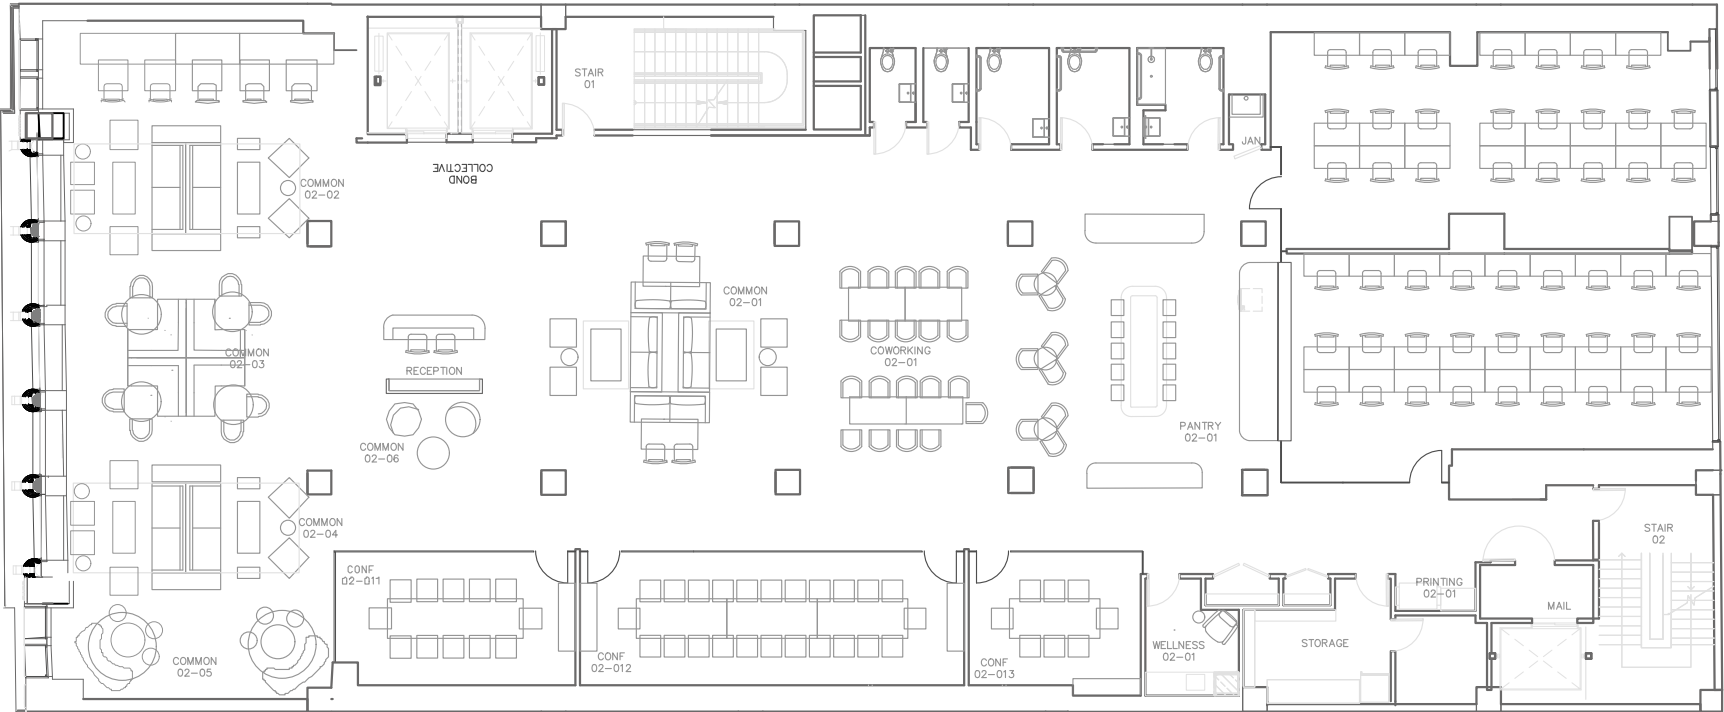 STAIR
01
JAN
BOND
COLLECTIVE
COMMON
02-02
COMMON
02-01
COMMON
02-03
COWORKING
02-01
RECEPTION
COMMON
02-06
PANTRY
02-01
COMMON
02-04
STAIR
02
CONF
02-011
PRINTING
02-01
MAIL
COMMON
02-05
CONF
02-012
CONF
02-013
WELLNESS
02-01
STORAGE